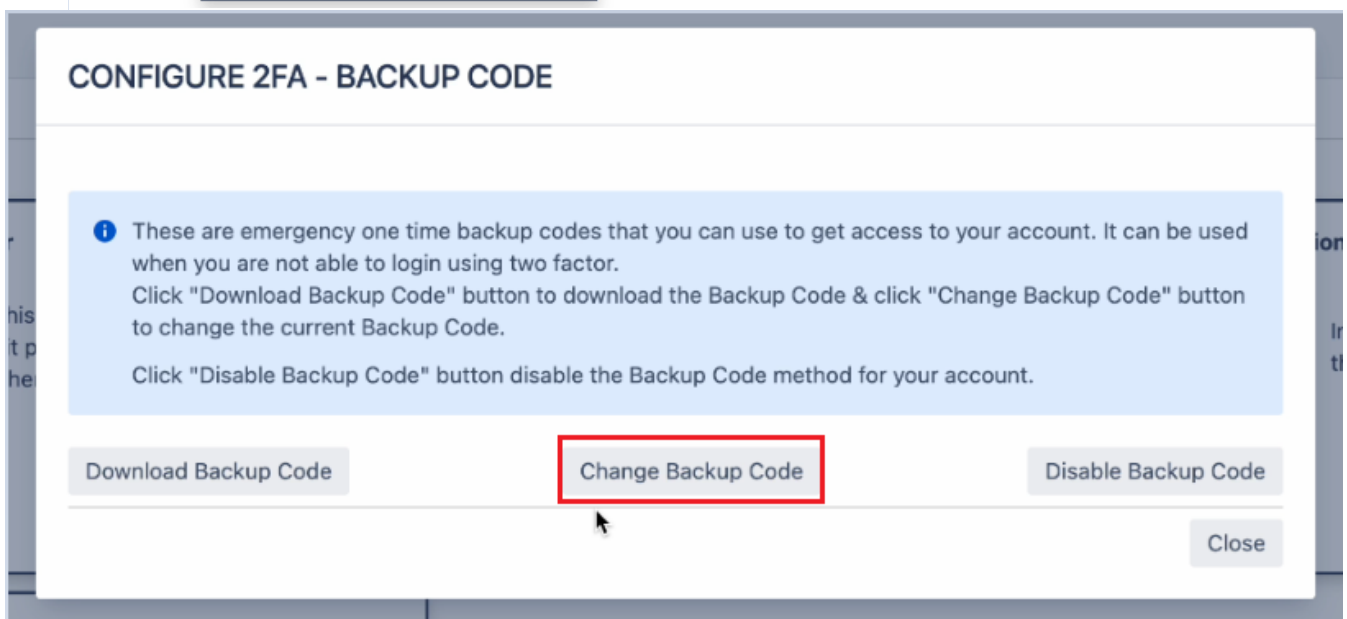 CONFIGURE 2FA - BACKUP CODE
These are emergency one time backup codes that you can use to get access to your account. It can be used
when you are not able to login using two factor.
Click "Download Backup Code" button to download the Backup Code & click "Change Backup Code" button
to change the current Backup Code.
Click "Disable Backup Code" button disable the Backup Code method for your account.
Download Backup Code
Change Backup Code
Disable Backup Code
Close